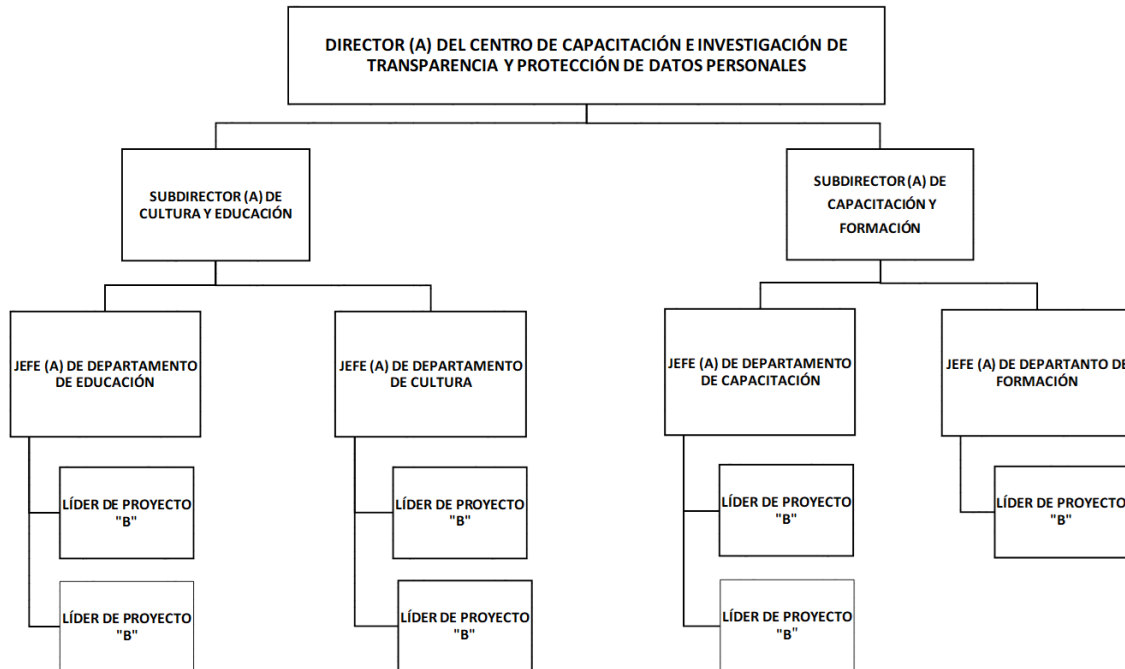 DIRECTOR (A) DEL CENTRO DE CAPACITACIÓN E INVESTIGACIÓN DE
TRANSPARENCIA Y PROTECCIÓN DE DATOS PERSONALES
SUBDIRECTOR (A) DE
CULTURA Y EDUCACIÓN
SUBDIRECTOR (A) DE
CAPACITACIÓN Y
FORMACIÓN
JEFE (A) DE DEPARTAMENTO
DE EDUCACIÓN
JEFE (A) DE DEPARTAMENTO
DE CULTURA
JEFE (A) DE DEPARTAMENTO
DE CAPACITACIÓN
JEFE (A) DE DEPARTANTO DE
FORMACIÓN
LÍDER DE PROYECTO
"B"
LÍDER DE PROYECTO
"B"
LÍDER DE PROYECTO
"B"
LÍDER DE PROYECTO
"B"
LÍDER DE PROYECTO
"B"
LÍDER DE PROYECTO
"B"
LÍDER DE PROYECTO
"B"